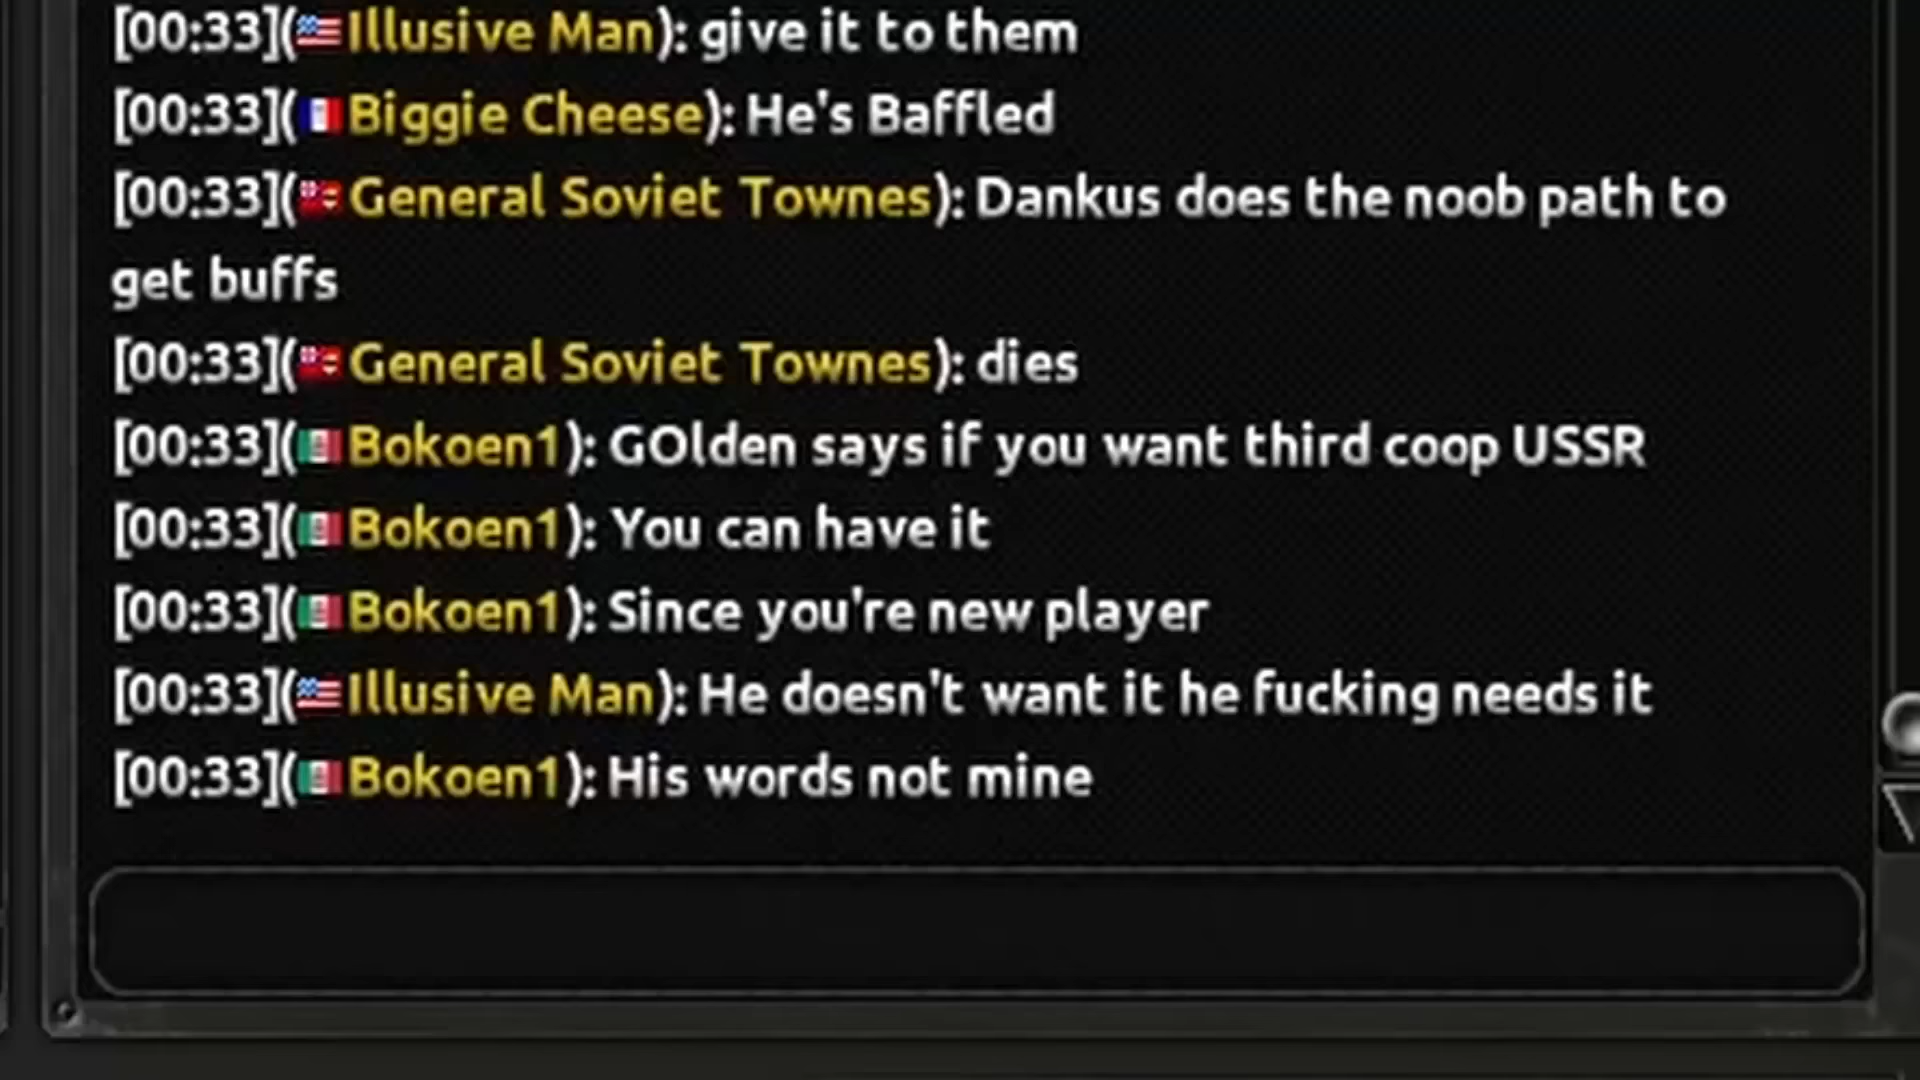 [00:33](Illusive Man): give it to them
[00:33](Biggie Cheese): He's Baffled
[00:33](General Soviet Townes): Dankus does the noob path to
get buffs
[00:33](General Soviet Townes): dies
[00:33](Bokoen1): GOlden says if you want third coop USSR
[00:33](Bokoen1): You can have it
[00:33](Bokoen1): Since you're new player
[00:33](Illusive Man): He doesn't want it he fucking needs it
[00:33](Bokoen1): His words not mine